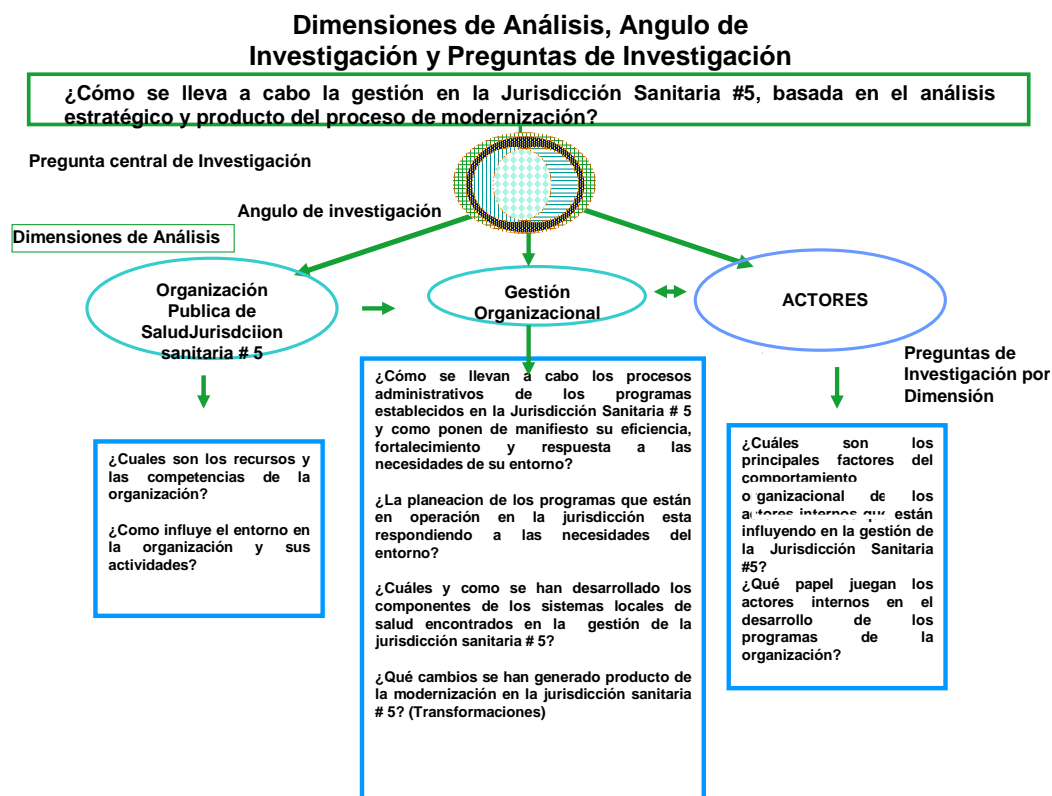 Dimensiones de Análisis, Angulo de
Investigación y Preguntas de Investigación
¿Cómo se lleva a cabo la gestión en la Jurisdicción Sanitaria #5, basada en el análisis
estratégico y producto del proceso de modernización?
Pregunta central de Investigación
Angulo de investigación
Dimensiones de Análisis
Organización
Publica de
SaludJurisdciion
sanitaria # 5
Gestión
Organizacional
ACTORES
Preguntas de
Investigación por
Dimensión
¿Cuales son los recursos y
las competencias de la
organización?
¿Como influye el entorno en
la organización y sus
actividades?
¿Cómo se llevan a cabo los procesos
administrativos de los programas
establecidos en la Jurisdicción Sanitaria # 5
y como ponen de manifiesto su eficiencia,
fortalecimiento y respuesta a las
necesidades de su entorno?
¿La planeacion de los programas que están
en operación en la jurisdicción esta
respondiendo a las necesidades del
entorno?
¿Cuáles y como se han desarrollado los
componentes de los sistemas locales de
salud encontrados en la gestión de la
jurisdicción sanitaria # 5?
¿Qué cambios se han generado producto de
la modernización en la jurisdicción sanitaria
# 5? (Transformaciones)
¿Cuáles son los
principales factores del
comportamiento
organizacional de los
actores internos que están
influyendo en la gestión de
la Jurisdicción Sanitaria
#5?
¿Qué papel juegan los
actores internos en el
desarrollo de los
programas de la
organización?